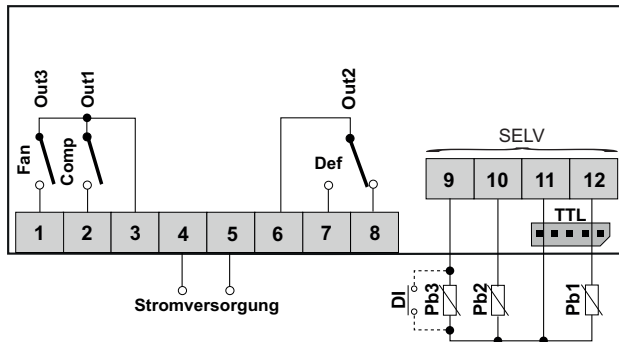 Out3
Out1
Out2
Fan
Comp
Def
SELV
1 2 3 4 5 6 7 8
9 10 11 12
TTL
Stromversorgung
DI
Pb3
Pb2
Pb1